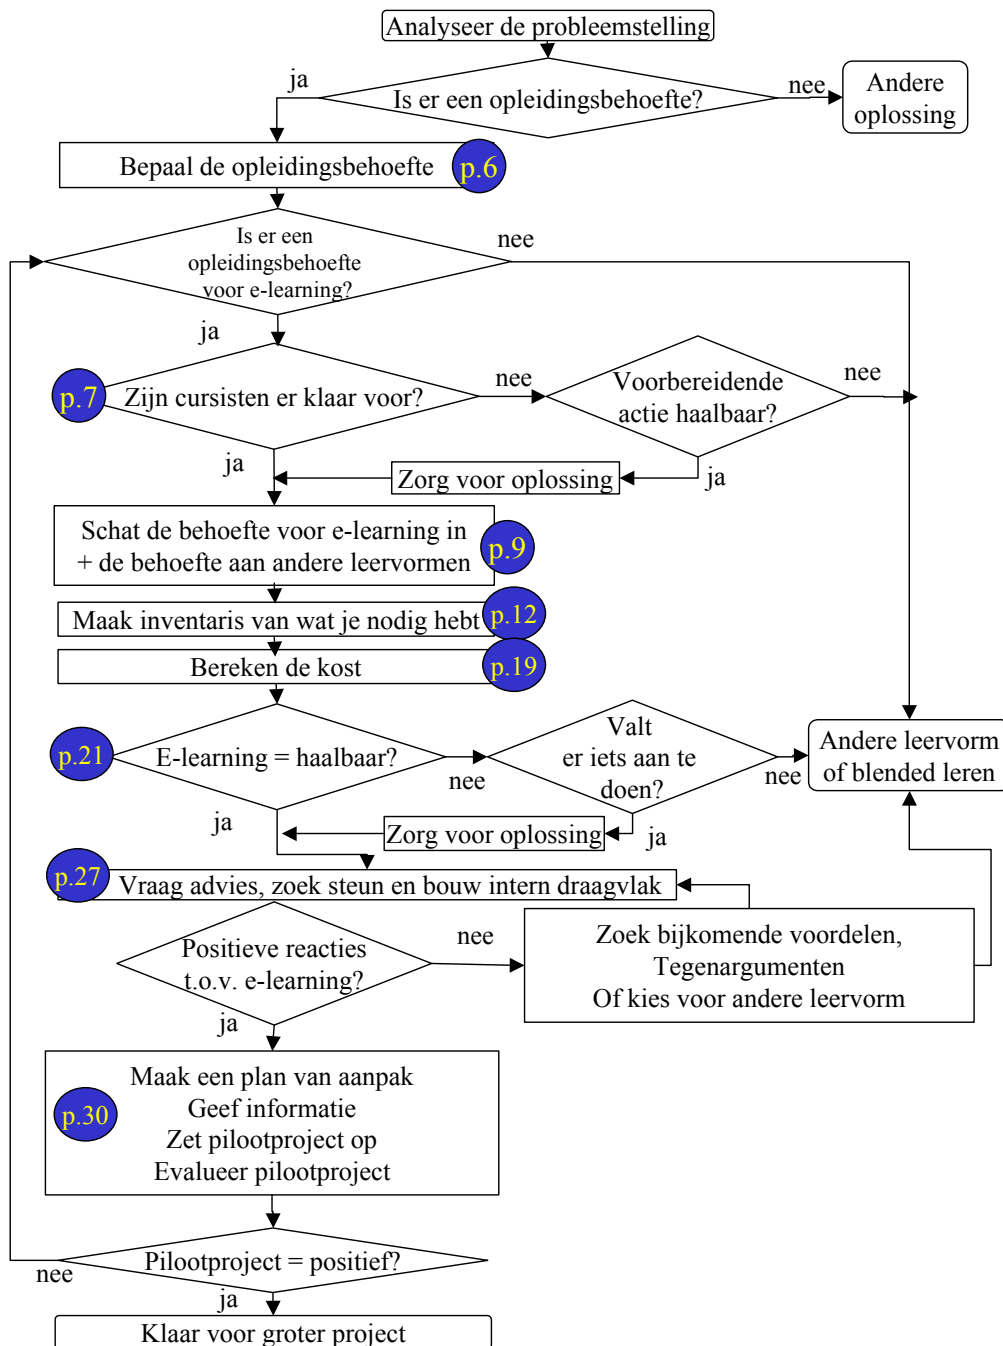 Analyseer de probleemstelling
ja
Is er een opleidingsbehoefte?
nee
Andere
oplossing
Bepaal de opleidingsbehoefte
p.6
Is er een
opleidingsbehoefte
voor e-learning?
nee
ja
p.7
Zijn cursisten er klaar voor?
nee
Voorbereidende
actie haalbaar?
nee
ja
Zorg voor oplossing
ja
Schat de behoefte voor e-learning in
+ de behoefte aan andere leervormen
p.9
Maak inventaris van wat je nodig hebt
p.12
Bereken de kost
p.19
p.21
E-learning = haalbaar?
nee
Valt
er iets aan te
doen?
nee
Andere leervorm
of blended leren
ja
Zorg voor oplossing
ja
p.27
Vraag advies, zoek steun en bouw intern draagvlak
Positieve reacties
t.o.v. e-learning?
nee
Zoek bijkomende voordelen,
Tegenargumenten
Of kies voor andere leervorm
ja
p.30
Maak een plan van aanpak
Geef informatie
Zet pilootproject op
Evalueer pilootproject
Pilootproject = positief?
nee
ja
Klaar voor groter project